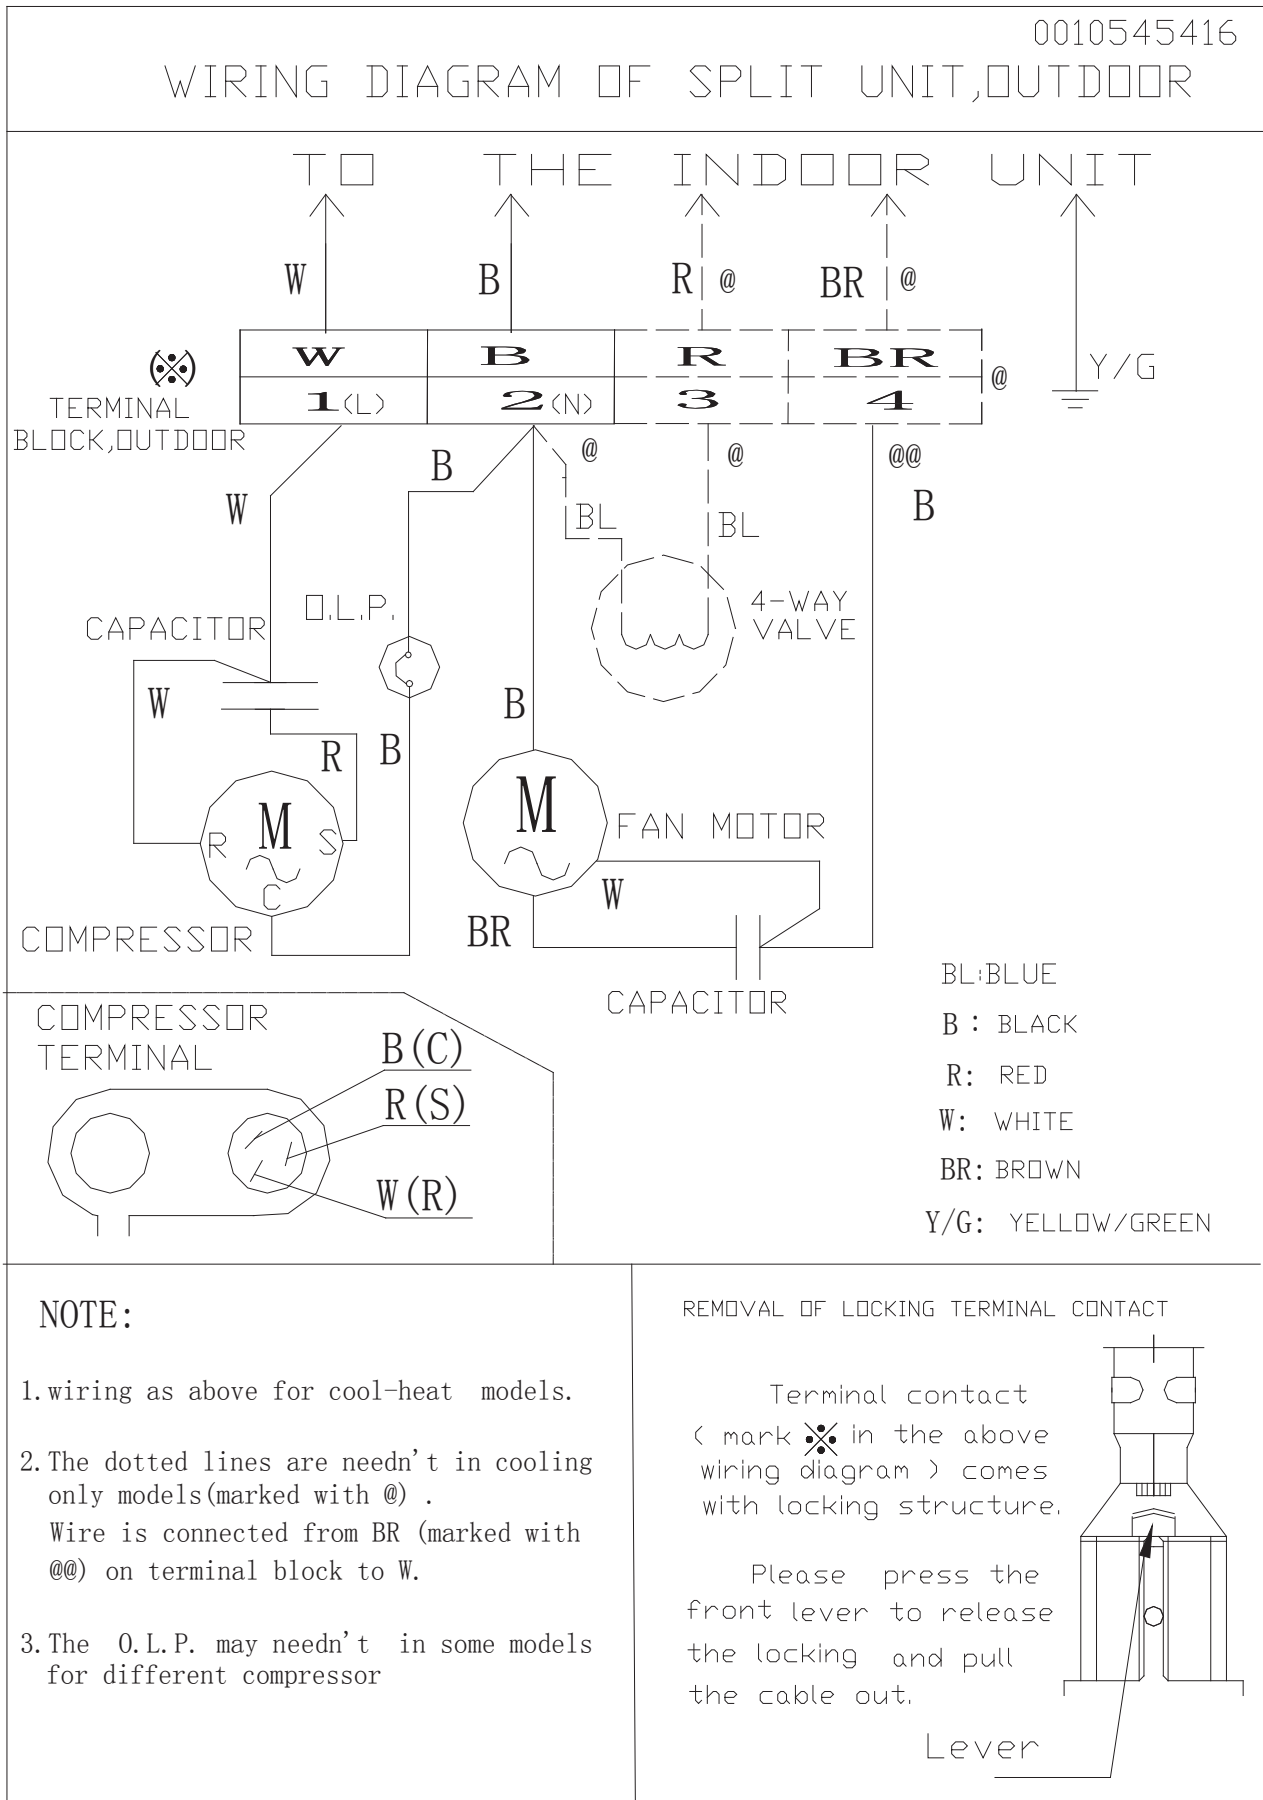 0010545416
WIRING DIAGRAM OF SPLIT UNIT,OUTDOOR
TO THE INDOOR UNIT
W
B
R @
BR @
W B R BR
Y/G
@
(※)
1(L) 2(N) 3 4
TERMINAL
BLOCK,OUTDOOR
@
@
@@
B
W
B
BL
BL
O.L.P.
4-WAY
VALVE
CAPACITOR
W
B
R
B
M
M
FAN MOTOR
R
S
C
W
BR
COMPRESSOR
CAPACITOR
BL:BLUE
B : BLACK
R: RED
W: WHITE
BR: BROWN
Y/G: YELLOW/GREEN
COMPRESSOR
TERMINAL
B(C)
R(S)
W(R)
NOTE:
1.wiring as above for cool-heat models.
2.The dotted lines are needn't in cooling
only models(marked with @) .
Wire is connected from BR (marked with
@@) on terminal block to W.
3.The O.L.P. may needn't in some models
for different compressor
REMOVAL OF LOCKING TERMINAL CONTACT
Terminal contact
( mark ※ in the above
wiring diagram ) comes
with locking structure.
Please press the
front lever to release
the locking and pull
the cable out.
Lever